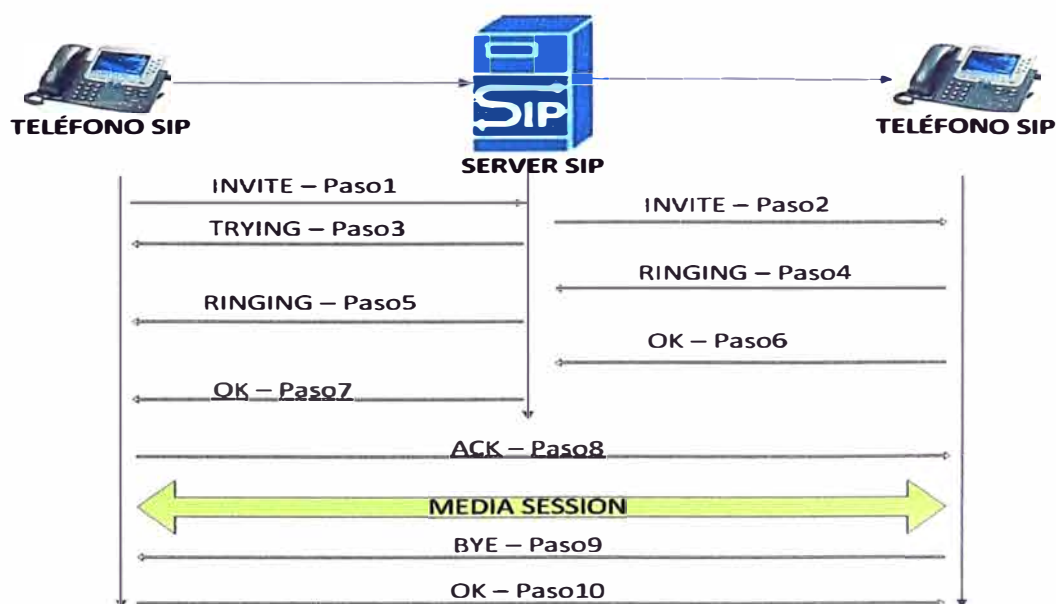 SIP
TELÉFONO SIP
SERVER SIP
TELÉFONO SIP
INVITE – Paso1
INVITE – Paso2
TRYING – Paso3
RINGING – Paso4
RINGING – Paso5
OK – Paso6
OK – Paso7
ACK – Paso8
MEDIA SESSION
BYE – Paso9
OK – Paso10